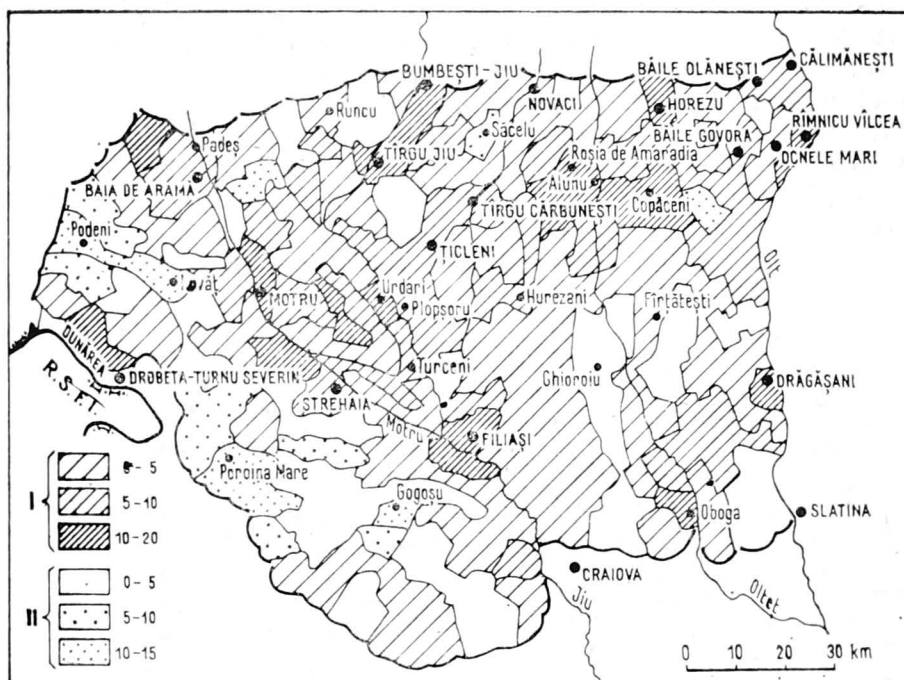 CĂLIMĂNEȘTI
BĂILE OLĂNEȘTI
BUMBEȘTI-JIU
NOVACI
HOREZU
Runcu
RÎMNICU VÎLCEA
Săcelu
BĂILE GOVORA
Padeș
TÎRGU JIU
Roșia de Amaradia
OCNELE MARI
BAIA DE ARAMĂ
Alunu
Copăceni
TÎRGU CĂRBUNEȘTI
Podeni
ȚICLENI
Olt
MOTRU
Urdari
Plopșoru
Hurezani
Fîrtățești
DUNĂREA
R.S.F.I.
DROBETA-TURNU SEVERIN
Turceni
Ghioroiu
STREHAIA
DRĂGĂȘANI
Motru
FILIAȘI
Poroina Mare
Gogoșu
Oboga
SLATINA
CRAIOVA
Jiu
Olteț
I
0-5
5-10
10-20
II
0-5
5-10
10-15
0 10 20 30 km